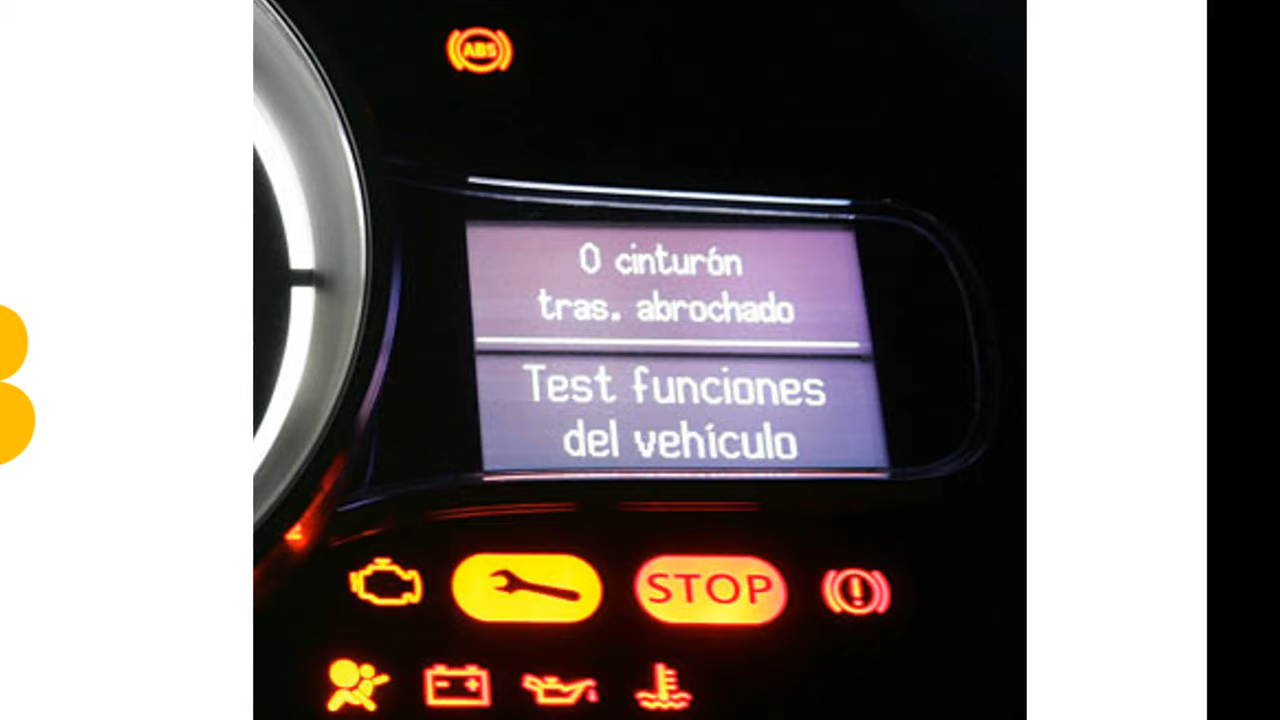 ABS
0 cinturón
tras. abrochado
Test funciones
del vehículo
STOP